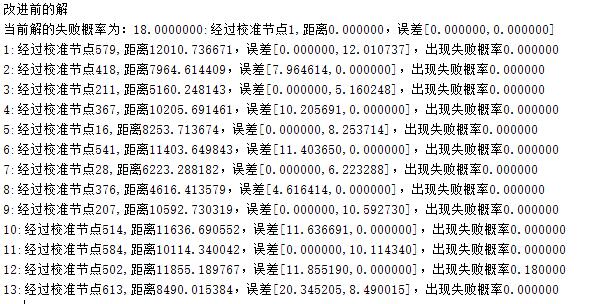 改进前的解
当前解的失败概率为：18.0000000:经过校准节点1,距离0.000000，误差[0.000000,0.000000]
1:经过校准节点579,距离12010.736671，误差[0.000000,12.010737]，出现失败概率0.000000
2:经过校准节点418,距离7964.614409，误差[7.964614,0.000000]，出现失败概率0.000000
3:经过校准节点211,距离5160.248143，误差[0.000000,5.160248]，出现失败概率0.000000
4:经过校准节点367,距离10205.691461，误差[10.205691,0.000000]，出现失败概率0.000000
5:经过校准节点16,距离8253.713674，误差[0.000000,8.253714]，出现失败概率0.000000
6:经过校准节点541,距离11403.649843，误差[11.403650,0.000000]，出现失败概率0.000000
7:经过校准节点28,距离6223.288182，误差[0.000000,6.223288]，出现失败概率0.000000
8:经过校准节点376,距离4616.413579，误差[4.616414,0.000000]，出现失败概率0.000000
9:经过校准节点207,距离10592.730319，误差[0.000000,10.592730]，出现失败概率0.000000
10:经过校准节点514,距离11636.690552，误差[11.636691,0.000000]，出现失败概率0.000000
11:经过校准节点584,距离10114.340042，误差[0.000000,10.114340]，出现失败概率0.000000
12:经过校准节点502,距离11855.189767，误差[11.855190,0.000000]，出现失败概率0.180000
13:经过校准节点613,距离8490.015384，误差[20.345205,8.490015]，出现失败概率0.000000